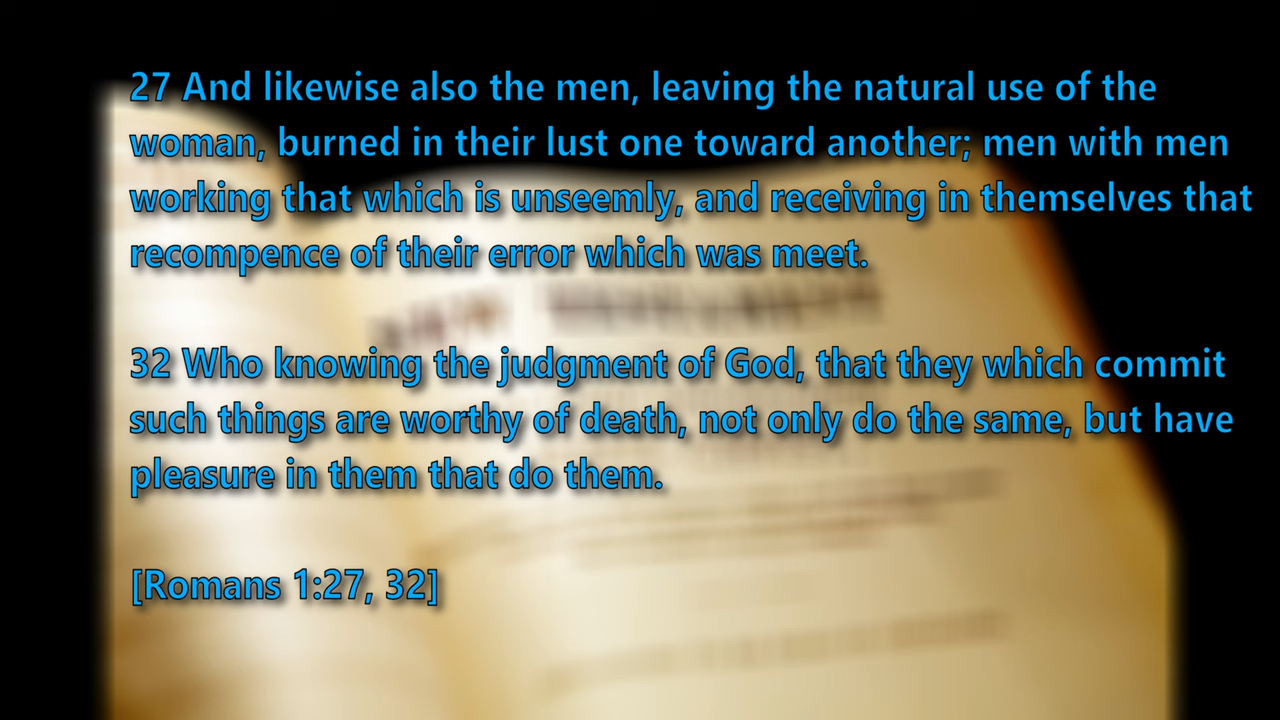 27 And likewise also the men, leaving the natural use of the
woman, burned in their lust one toward another; men with men
working that which is unseemly, and receiving in themselves that
recompence of their error which was meet.
32 Who knowing the judgment of God, that they which commit
such things are worthy of death, not only do the same, but have
pleasure in them that do them.
[Romans 1:27, 32]